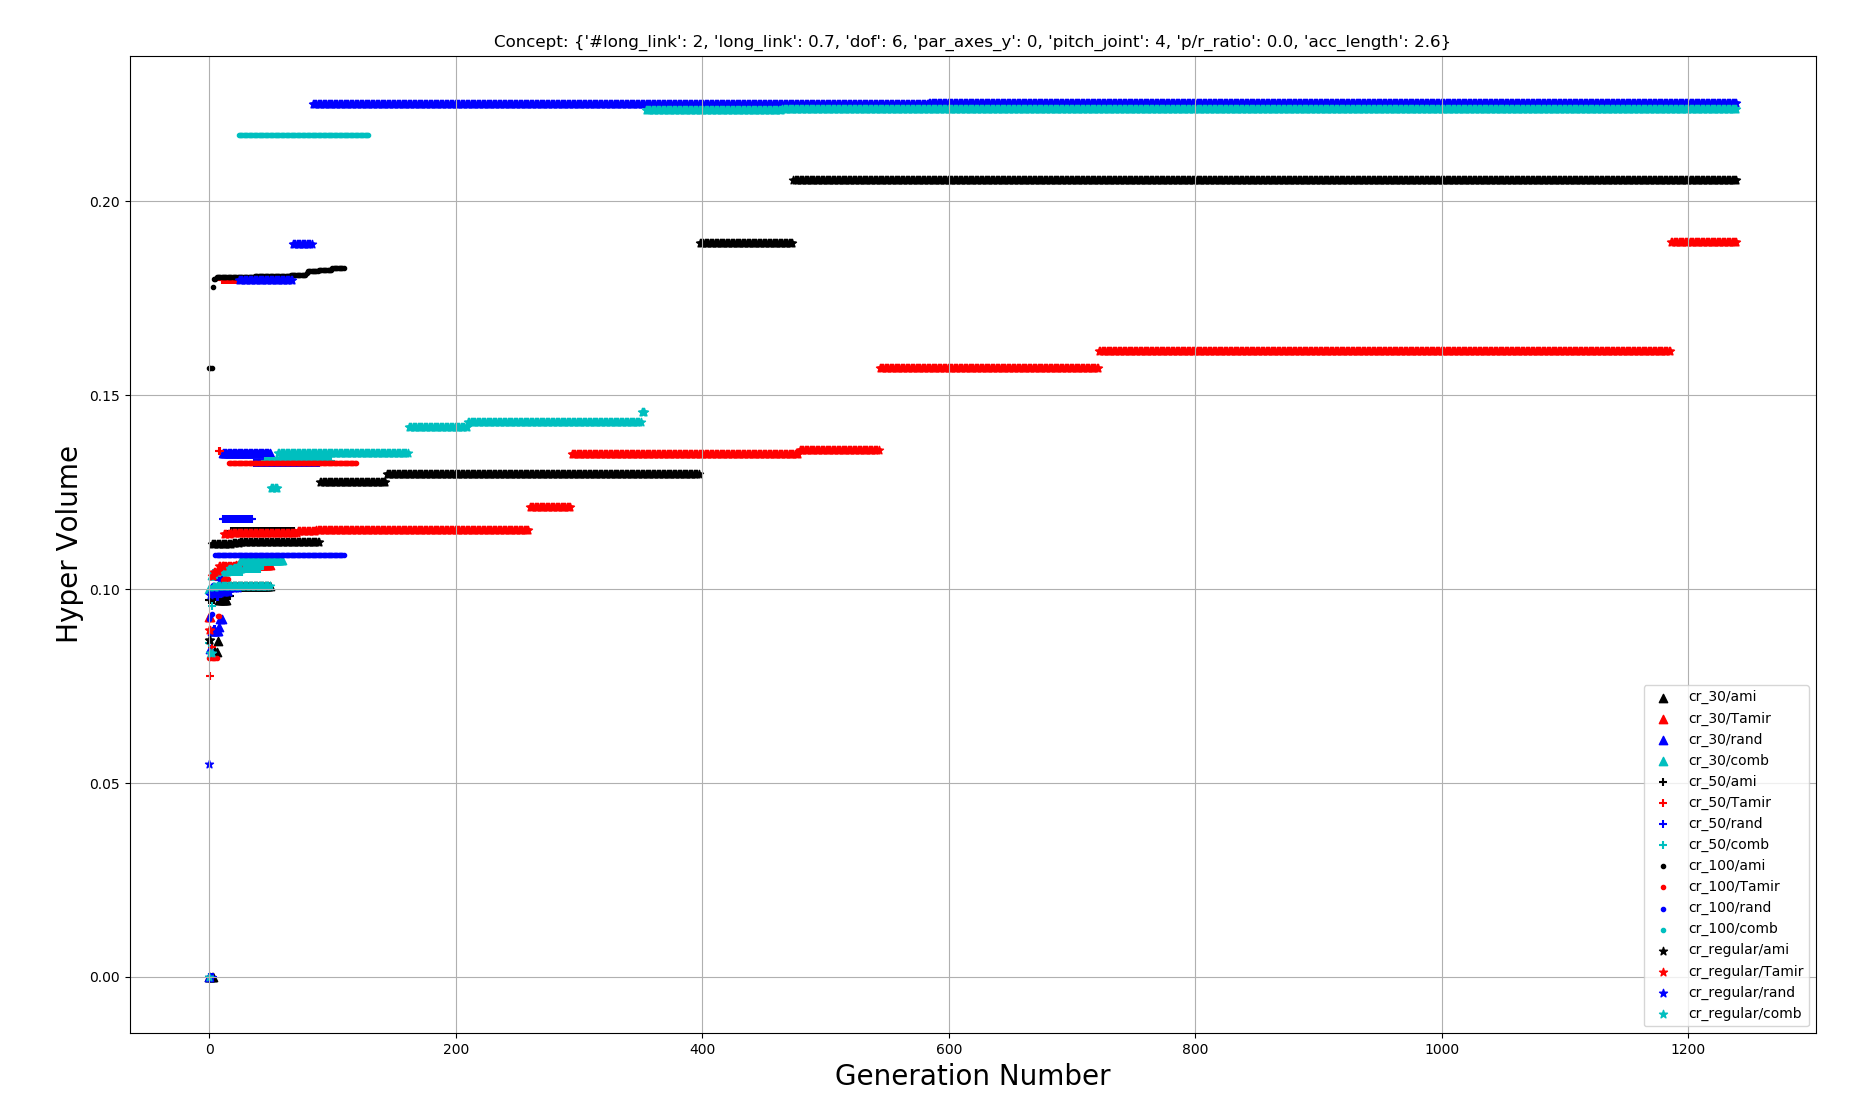 Concept: {'#long_link': 2, 'long_link': 0.7, 'dof': 6, 'par_axes_y': 0, 'pitch_joint': 4, 'p/r_ratio': 0.0, 'acc_length': 2.6}
Hyper Volume
0.20
0.15
0.10
0.05
0.00
cr_30/ami
cr_30/Tamir
cr_30/rand
cr_30/comb
cr_50/ami
cr_50/Tamir
cr_50/rand
cr_50/comb
cr_100/ami
cr_100/Tamir
cr_100/rand
cr_100/comb
cr_regular/ami
cr_regular/Tamir
cr_regular/rand
cr_regular/comb
0 200 400 600 800 1000 1200
Generation Number